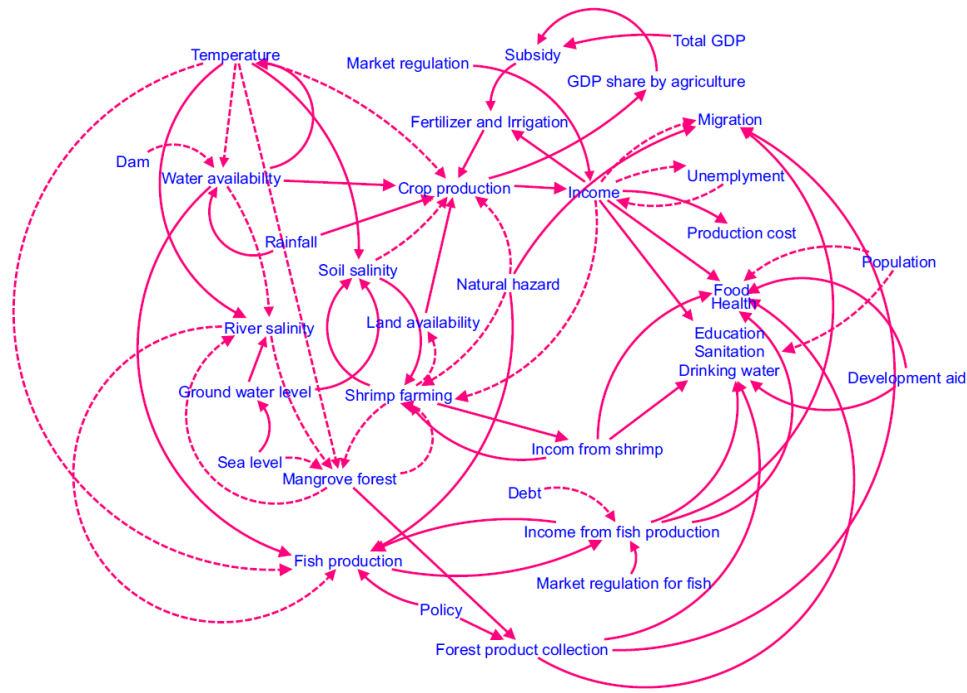 Total GDP
Temperature
Subsidy
Market regulation
GDP share by agriculture
Fertilizer and Irrigation
Migration
Dam
Water availability
Crop production
Income
Unemplyment
Production cost
Rainfall
Soil salinity
Natural hazard
Population
Food
Health
River salinity
Land availability
Education
Sanitation
Drinking water
Development aid
Ground water level
Shrimp farming
Incom from shrimp
Sea level
Mangrove forest
Debt
Income from fish production
Fish production
Market regulation for fish
Policy
Forest product collection